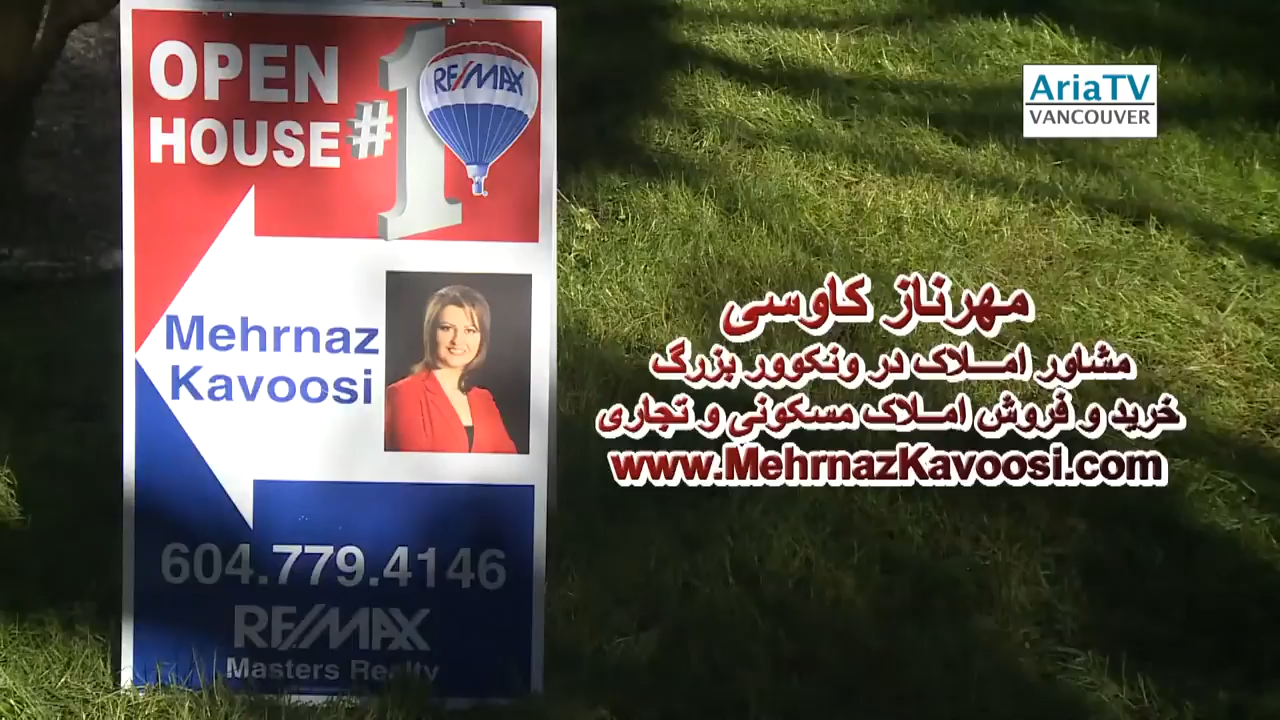 OPEN
HOUSE
#1
RE/MAX
Mehrnaz
Kavoosi
604.779.4146
RE/MAX
Masters Realty
AriaTV
VANCOUVER
مهرناز کاوسی
مشاور املاک در ونکوور بزرگ
خرید و فروش املاک مسکونی و تجاری
www.MehrnazKavoosi.com